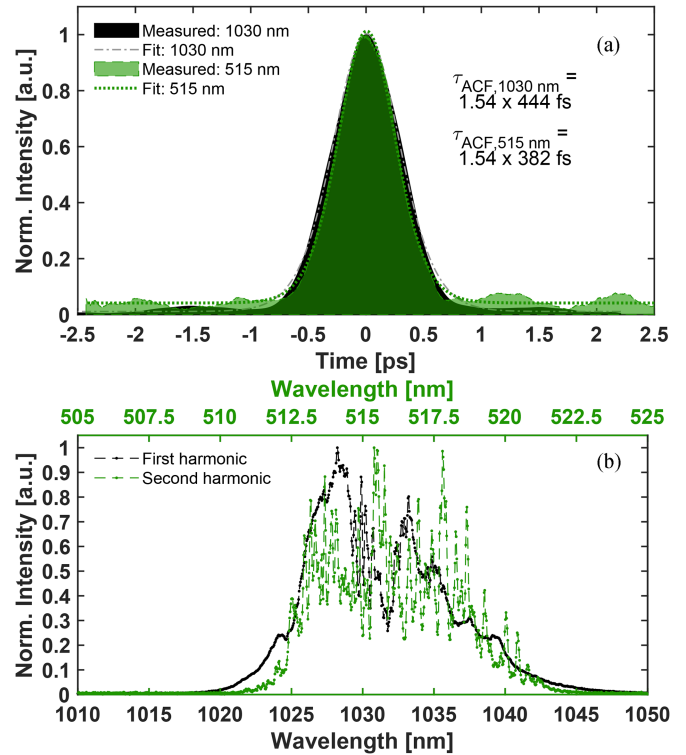 1
0.8
0.6
0.4
0.2
0
Norm. Intensity [a.u.]
Measured: 1030 nm
Fit: 1030 nm
Measured: 515 nm
Fit: 515 nm
(a)
τACF,1030 nm =
1.54 x 444 fs
τACF,515 nm =
1.54 x 382 fs
-2.5 -2 -1.5 -1 -0.5 0 0.5 1 1.5 2 2.5
Time [ps]
Wavelength [nm]
505 507.5 510 512.5 515 517.5 520 522.5 525
1
0.9
0.8
0.7
0.6
0.5
0.4
0.3
0.2
0.1
0
Norm. Intensity [a.u.]
First harmonic
Second harmonic
(b)
1010 1015 1020 1025 1030 1035 1040 1045 1050
Wavelength [nm]